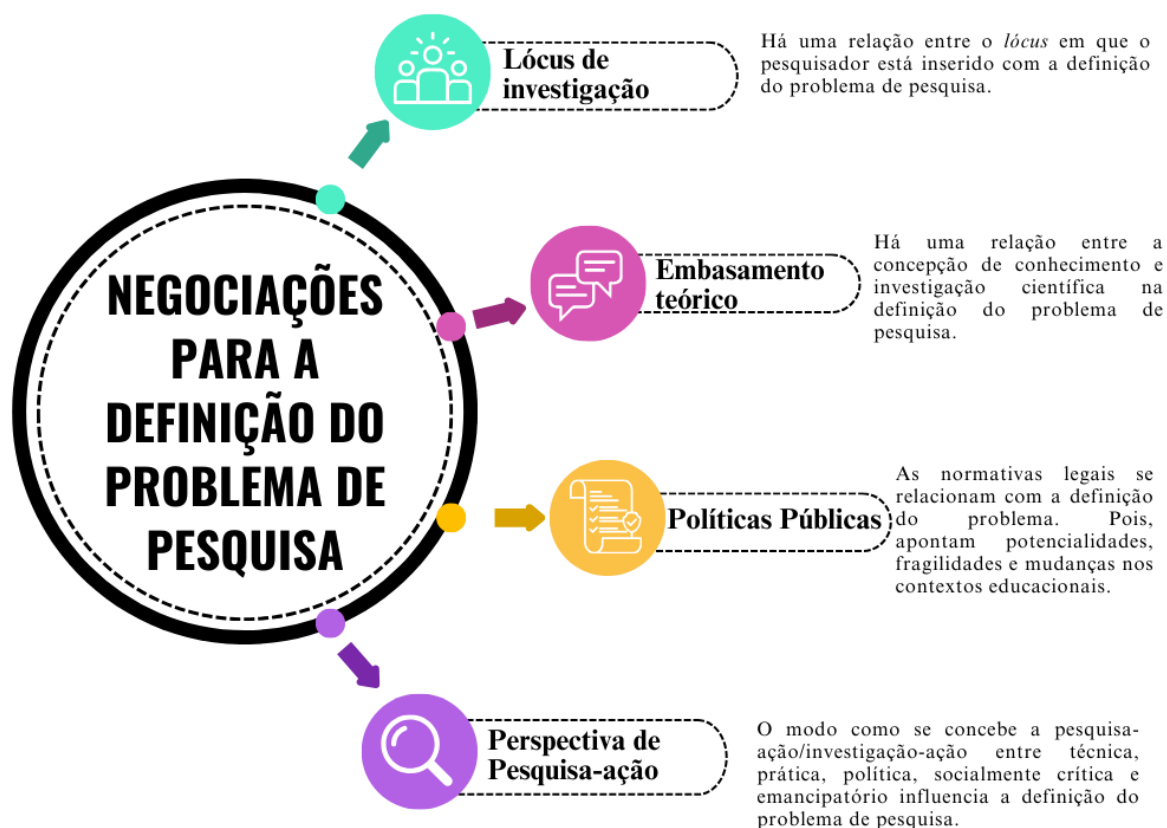 NEGOCIAÇÕES
PARA A
DEFINIÇÃO DO
PROBLEMA DE
PESQUISA
Lócus de
investigação
Há uma relação entre o lócus em que o
pesquisador está inserido com a definição
do problema de pesquisa.
Embasamento
teórico
Há uma relação entre a
concepção de conhecimento e
investigação científica na
definição do problema de
pesquisa.
Políticas Públicas
As normativas legais se
relacionam com a definição
do problema. Pois,
apontam potencialidades,
fragilidades e mudanças nos
contextos educacionais.
Perspectiva de
Pesquisa-ação
O modo como se concebe a pesquisa-
ação/investigação-ação entre técnica,
prática, política, socialmente crítica e
emancipatório influencia a definição do
problema de pesquisa.